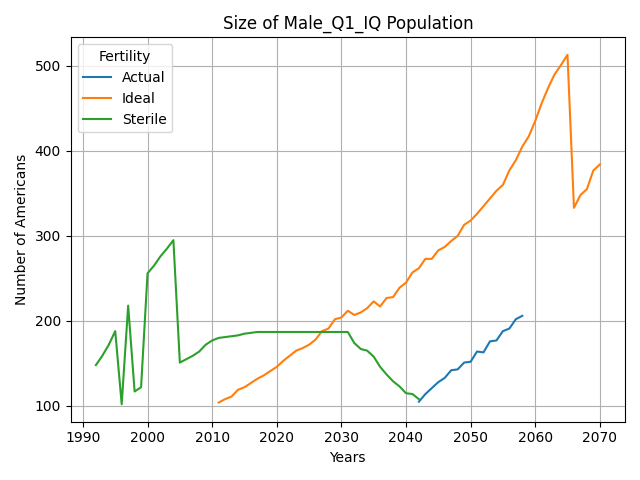 Size of Male_Q1_IQ Population
Fertility
Actual
Ideal
Sterile
Number of Americans
500
400
300
200
100
1990 2000 2010 2020 2030 2040 2050 2060 2070
Years